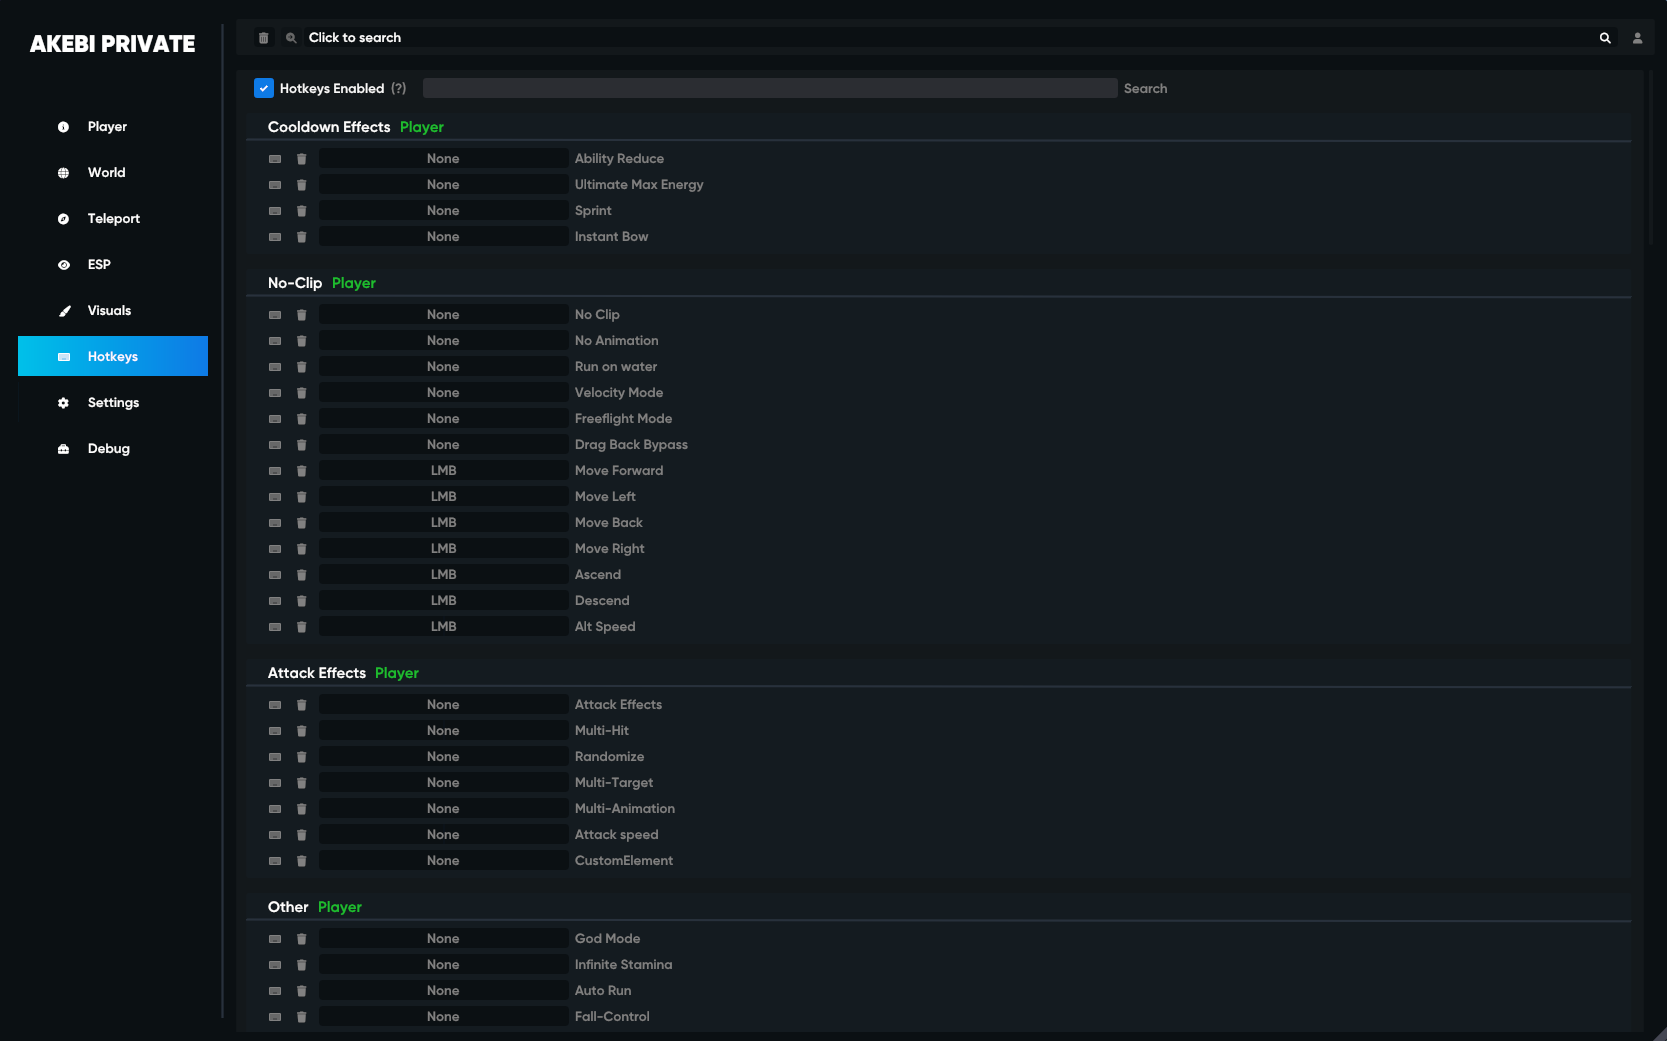 AKEBI PRIVATE
Player
World
Teleport
ESP
Visuals
Hotkeys
Settings
Debug
Click to search
Hotkeys Enabled (?) Search
Cooldown Effects Player
None Ability Reduce
None Ultimate Max Energy
None Sprint
None Instant Bow
No-Clip Player
None No Clip
None No Animation
None Run on water
None Velocity Mode
None Freeflight Mode
None Drag Back Bypass
LMB Move Forward
LMB Move Left
LMB Move Back
LMB Move Right
LMB Ascend
LMB Descend
LMB Alt Speed
Attack Effects Player
None Attack Effects
None Multi-Hit
None Randomize
None Multi-Target
None Multi-Animation
None Attack speed
None CustomElement
Other Player
None God Mode
None Infinite Stamina
None Auto Run
None Fall-Control